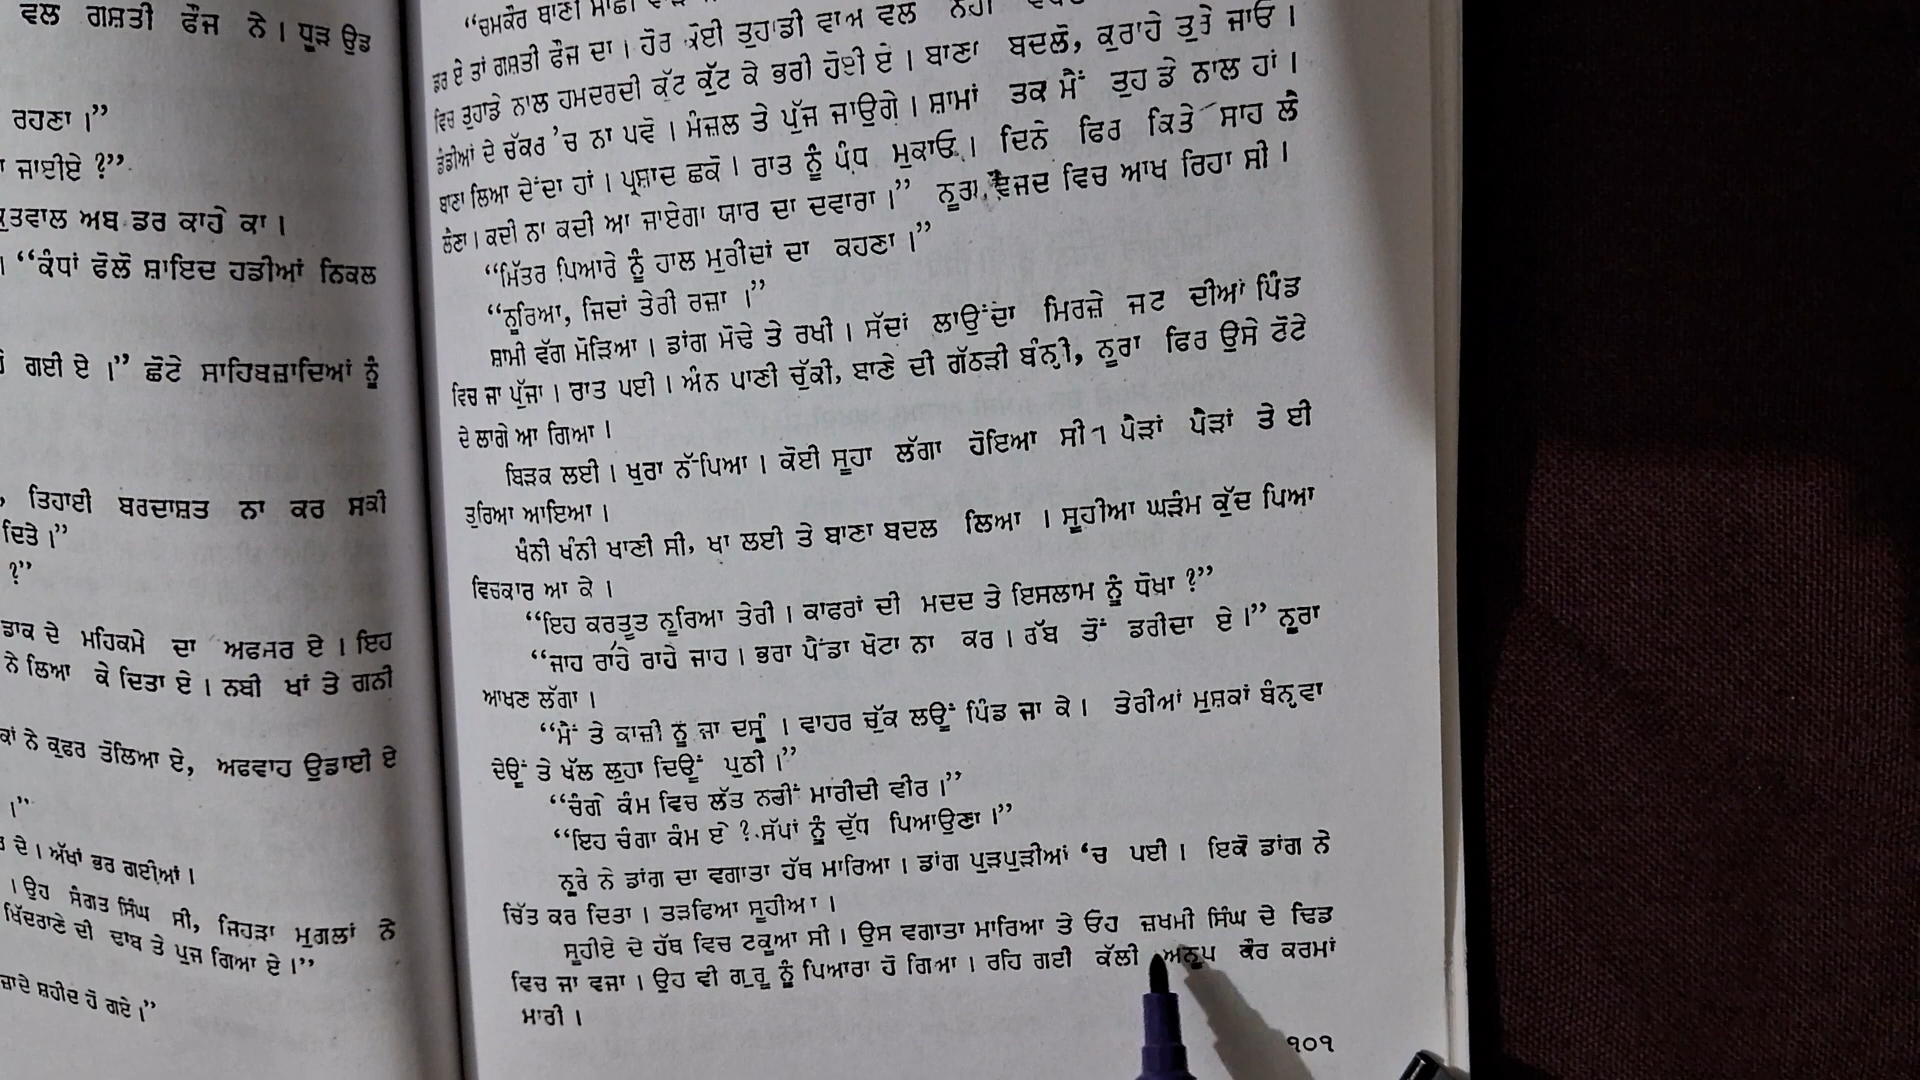 ਵਲ ਗਸ਼ਤੀ ਫੌਜ ਨੇ । ਧੂੜ ਉਡ
ਰਹਣਾ ।”
ਜਾਈਏ ?”
ਕੁਤਵਾਲ ਅਬ ਡਰ ਕਾਹੇ ਕਾ ।
। “ਕੰਧਾਂ ਫੋਲੋ ਸ਼ਾਇਦ ਹਡੀਆਂ ਨਿਕਲ
ਗਈ ਏ ।” ਛੋਟੇ ਸਾਹਿਬਜ਼ਾਦਿਆਂ ਨੂੰ
, ਤਿਹਾਈ ਬਰਦਾਸ਼ਤ ਨਾ ਕਰ ਸਕੀ
ਦਿਤੇ ।”
?”
ਡਾਕ ਦੇ ਮਹਿਕਮੇ ਦਾ ਅਫਸਰ ਏ । ਇਹ
ਨੇ ਲਿਆ ਕੇ ਦਿਤਾ ਏ । ਨਬੀ ਖਾਂ ਤੇ ਗਨੀ
ਕਾਂ ਨੇ ਕੁਫਰ ਤੋਲਿਆ ਏ, ਅਫਵਾਹ ਉਡਾਈ ਏ
।”
ਦੇ । ਅੱਖਾਂ ਭਰ ਗਈਆਂ ।
। ਉਹ ਸੰਗਤ ਸਿੰਘ ਸੀ, ਜਿਹੜਾ ਮੁਗਲਾਂ ਨੇ
ਖਿੱਦਰਾਣੇ ਦੀ ਢਾਬ ਤੇ ਪੁਜ ਗਿਆ ਏ ।”
ਜ਼ਾਦੇ ਸ਼ਹੀਦ ਹੋ ਗਏ ।”
“ਚਮਕੌਰ ਥਾਣੀ ਮਾਛੀ
ਡਰ ਏ ਤਾਂ ਗਸ਼ਤੀ ਫੌਜ ਦਾ । ਹੋਰ ਕੋਈ ਤੁਹਾਡੀ ਵਾਅ ਵਲ ਨਹੀਂ
ਵਿਚ ਤੁਹਾਡੇ ਨਾਲ ਹਮਦਰਦੀ ਕੁੱਟ ਕੁੱਟ ਕੇ ਭਰੀ ਹੋਈ ਏ । ਬਾਣਾ ਬਦਲੋ, ਕੁਰਾਹੇ ਤੁਰੇ ਜਾਓ ।
ਡੰਡੀਆਂ ਦੇ ਚੱਕਰ ’ਚ ਨਾ ਪਵੋ । ਮੰਜ਼ਲ ਤੇ ਪੁੱਜ ਜਾਉਗੇ । ਸ਼ਾਮਾਂ ਤਕ ਮੈਂ ਤੁਹਾਡੇ ਨਾਲ ਹਾਂ ।
ਬਾਣਾ ਲਿਆ ਦੇਂਦਾ ਹਾਂ । ਪ੍ਰਸ਼ਾਦ ਛਕੋ । ਰਾਤ ਨੂੰ ਪੰਧ ਮੁਕਾਓ । ਦਿਨੇ ਫਿਰ ਕਿਤੇ ਸਾਹ ਲੈ
ਲੈਣਾ । ਕਦੀ ਨਾ ਕਦੀ ਆ ਜਾਏਗਾ ਯਾਰ ਦਾ ਦਵਾਰਾ ।” ਨੂਰਾ ਵਜਦ ਵਿਚ ਆਖ ਰਿਹਾ ਸੀ ।
“ਮਿੱਤਰ ਪਿਆਰੇ ਨੂੰ ਹਾਲ ਮੁਰੀਦਾਂ ਦਾ ਕਹਣਾ ।”
“ਨੂਰਿਆ, ਜਿਦਾਂ ਤੇਰੀ ਰਜ਼ਾ ।”
ਸ਼ਾਮੀ ਵੱਗ ਮੋੜਿਆ । ਡਾਂਗ ਮੋਢੇ ਤੇ ਰਖੀ । ਸੱਦਾਂ ਲਾਉਂਦਾ ਮਿਰਜ਼ੇ ਜਟ ਦੀਆਂ ਪਿੰਡ
ਵਿਚ ਜਾ ਪੁੱਜਾ । ਰਾਤ ਪਈ । ਅੰਨ ਪਾਣੀ ਚੁੱਕੀ, ਬਾਣੇ ਦੀ ਗੱਠੜੀ ਬੰਨ੍ਹੀ, ਨੂਰਾ ਫਿਰ ਉਸੇ ਟੋਟੇ
ਦੇ ਲਾਗੇ ਆ ਗਿਆ ।
ਬਿੜਕ ਲਈ । ਖੁਰਾ ਨੱਪਿਆ । ਕੋਈ ਸੂਹਾ ਲੱਗਾ ਹੋਇਆ ਸੀ । ਪੈੜਾਂ ਪੈੜਾਂ ਤੇ ਈ
ਤੁਰਿਆ ਆਇਆ ।
ਖੰਨੀ ਖੰਨੀ ਖਾਣੀ ਸੀ, ਖਾ ਲਈ ਤੇ ਬਾਣਾ ਬਦਲ ਲਿਆ । ਸੂਹੀਆ ਘੜੰਮ ਕੁੱਦ ਪਿਆ
ਵਿਚਕਾਰ ਆ ਕੇ ।
“ਇਹ ਕਰਤੂਤ ਨੂਰਿਆ ਤੇਰੀ । ਕਾਫਰਾਂ ਦੀ ਮਦਦ ਤੇ ਇਸਲਾਮ ਨੂੰ ਧੋਖਾ ?”
“ਜਾਹ ਰਾਹੇ ਰਾਹੇ ਜਾਹ । ਭਰਾ ਪੈਂਡਾ ਖੋਟਾ ਨਾ ਕਰ । ਰੱਬ ਤੋਂ ਡਰੀਦਾ ਏ ।” ਨੂਰਾ
ਆਖਣ ਲੱਗਾ ।
“ਮੈਂ ਤੇ ਕਾਜ਼ੀ ਨੂੰ ਜਾ ਦਸੂੰ । ਵਾਹਰ ਚੁੱਕ ਲਊਂ ਪਿੰਡ ਜਾ ਕੇ । ਤੇਰੀਆਂ ਮੁਸ਼ਕਾਂ ਬੰਨ੍ਹਵਾ
ਦੇਊਂ ਤੇ ਖੱਲ ਲੁਹਾ ਦਿਊਂ ਪੁਠੀ ।”
“ਚੰਗੇ ਕੰਮ ਵਿਚ ਲੱਤ ਨਹੀਂ ਮਾਰੀਦੀ ਵੀਰ ।”
“ਇਹ ਚੰਗਾ ਕੰਮ ਏ ? ਸੱਪਾਂ ਨੂੰ ਦੁੱਧ ਪਿਆਉਣਾ ।”
ਨੂਰੇ ਨੇ ਡਾਂਗ ਦਾ ਵਗਾਤਾ ਹੱਥ ਮਾਰਿਆ । ਡਾਂਗ ਪੁੜਪੁੜੀਆਂ ‘ਚ ਪਈ । ਇਕੋ ਡਾਂਗ ਨੇ
ਚਿੱਤ ਕਰ ਦਿਤਾ । ਤੜਫਿਆ ਸੂਹੀਆ ।
ਸੂਹੀਏ ਦੇ ਹੱਥ ਵਿਚ ਟਕੂਆ ਸੀ । ਉਸ ਵਗਾਤਾ ਮਾਰਿਆ ਤੇ ਓਹ ਜ਼ਖਮੀ ਸਿੰਘ ਦੇ ਢਿਡ
ਵਿਚ ਜਾ ਵਜਾ । ਉਹ ਵੀ ਗੁਰੂ ਨੂੰ ਪਿਆਰਾ ਹੋ ਗਿਆ । ਰਹਿ ਗਈ ਕੱਲੀ ਅਨੂਪ ਕੌਰ ਕਰਮਾਂ
ਮਾਰੀ ।
੧੦੧